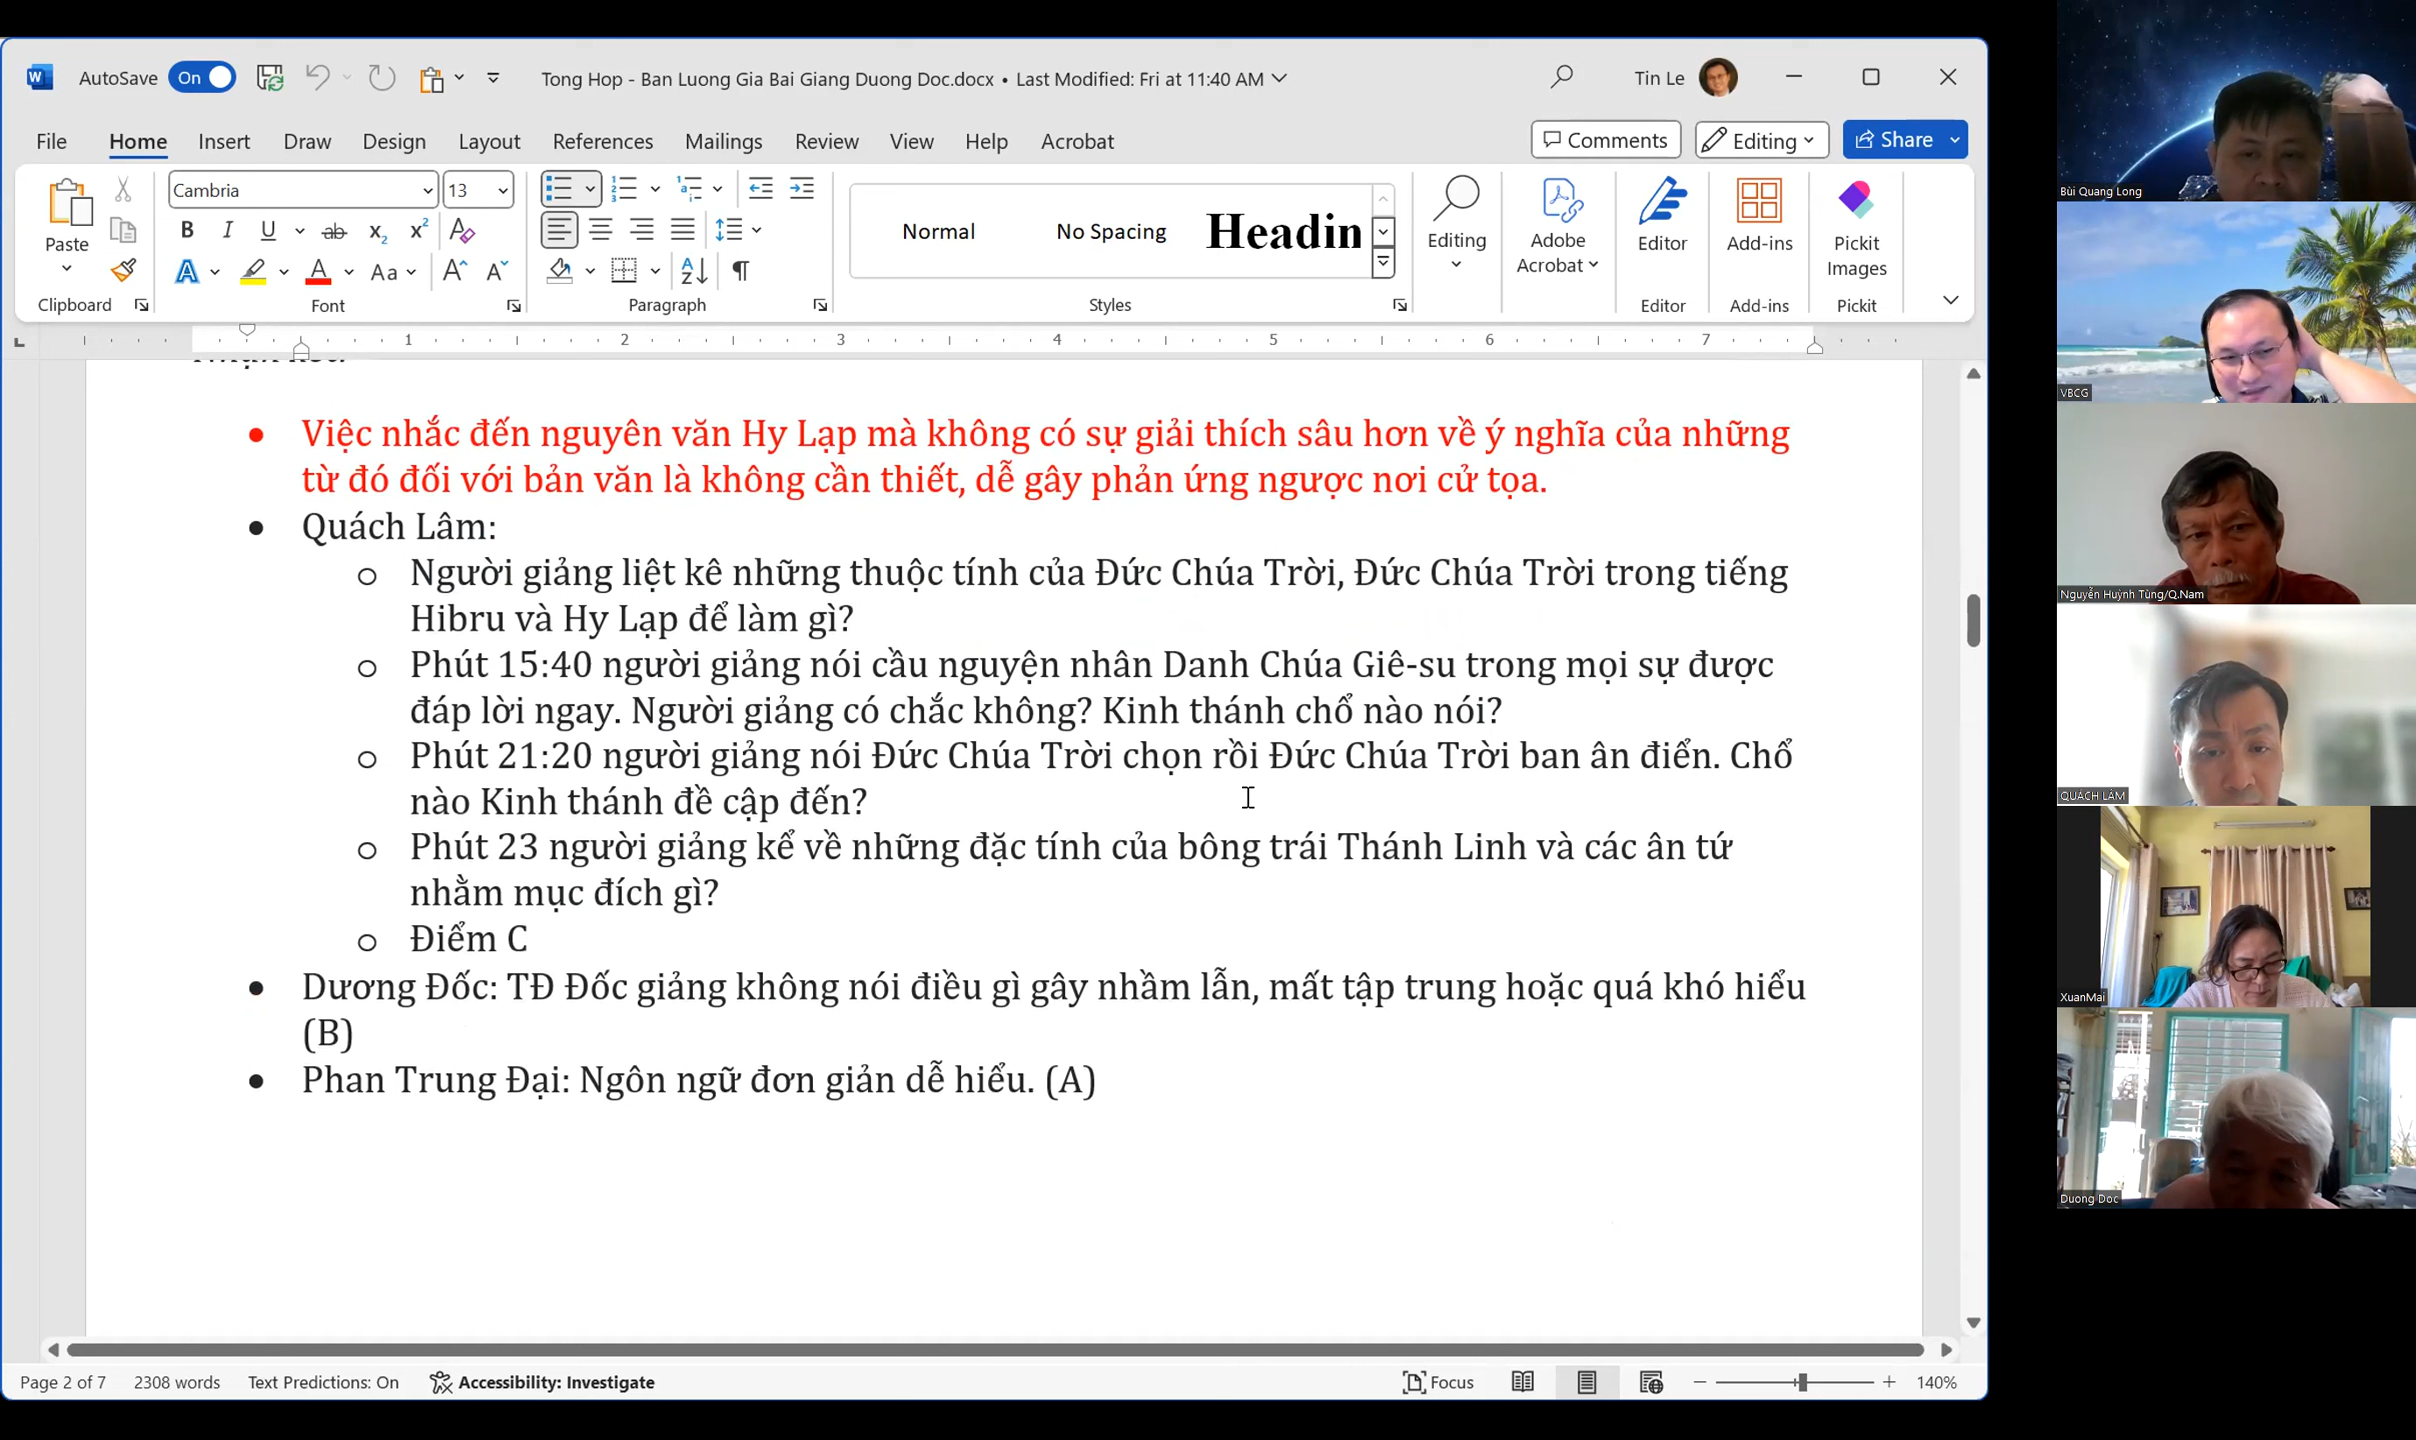 AutoSave On Tong Hop - Ban Luong Gia Bai Giang Duong Doc.docx • Last Modified: Fri at 11:40 AM Tin Le
File Home Insert Draw Design Layout References Mailings Review View Help Acrobat Comments Editing Share
Paste
Clipboard
Cambria 13
Font
Paragraph
Normal No Spacing Headin
Styles
Editing
Adobe Acrobat
Editor
Editor
Add-ins
Add-ins
Pickit Images
Pickit
1 2 3 4 5 6 7
Việc nhắc đến nguyên văn Hy Lạp mà không có sự giải thích sâu hơn về ý nghĩa của những
từ đó đối với bản văn là không cần thiết, dễ gây phản ứng ngược nơi cử tọa.
Quách Lâm:
Người giảng liệt kê những thuộc tính của Đức Chúa Trời, Đức Chúa Trời trong tiếng
Hibru và Hy Lạp để làm gì?
Phút 15:40 người giảng nói cầu nguyện nhân Danh Chúa Giê-su trong mọi sự được
đáp lời ngay. Người giảng có chắc không? Kinh thánh chổ nào nói?
Phút 21:20 người giảng nói Đức Chúa Trời chọn rồi Đức Chúa Trời ban ân điển. Chổ
nào Kinh thánh đề cập đến?
Phút 23 người giảng kể về những đặc tính của bông trái Thánh Linh và các ân tứ
nhằm mục đích gì?
Điểm C
Dương Đốc: TĐ Đốc giảng không nói điều gì gây nhầm lẫn, mất tập trung hoặc quá khó hiểu
(B)
Phan Trung Đại: Ngôn ngữ đơn giản dễ hiểu. (A)
Page 2 of 7 2308 words Text Predictions: On Accessibility: Investigate Focus 140%
Bùi Quang Long
VBCG
Nguyễn Huỳnh Tùng/Q.Nam
QUÁCH LÂM
XuanMai
Duong Doc